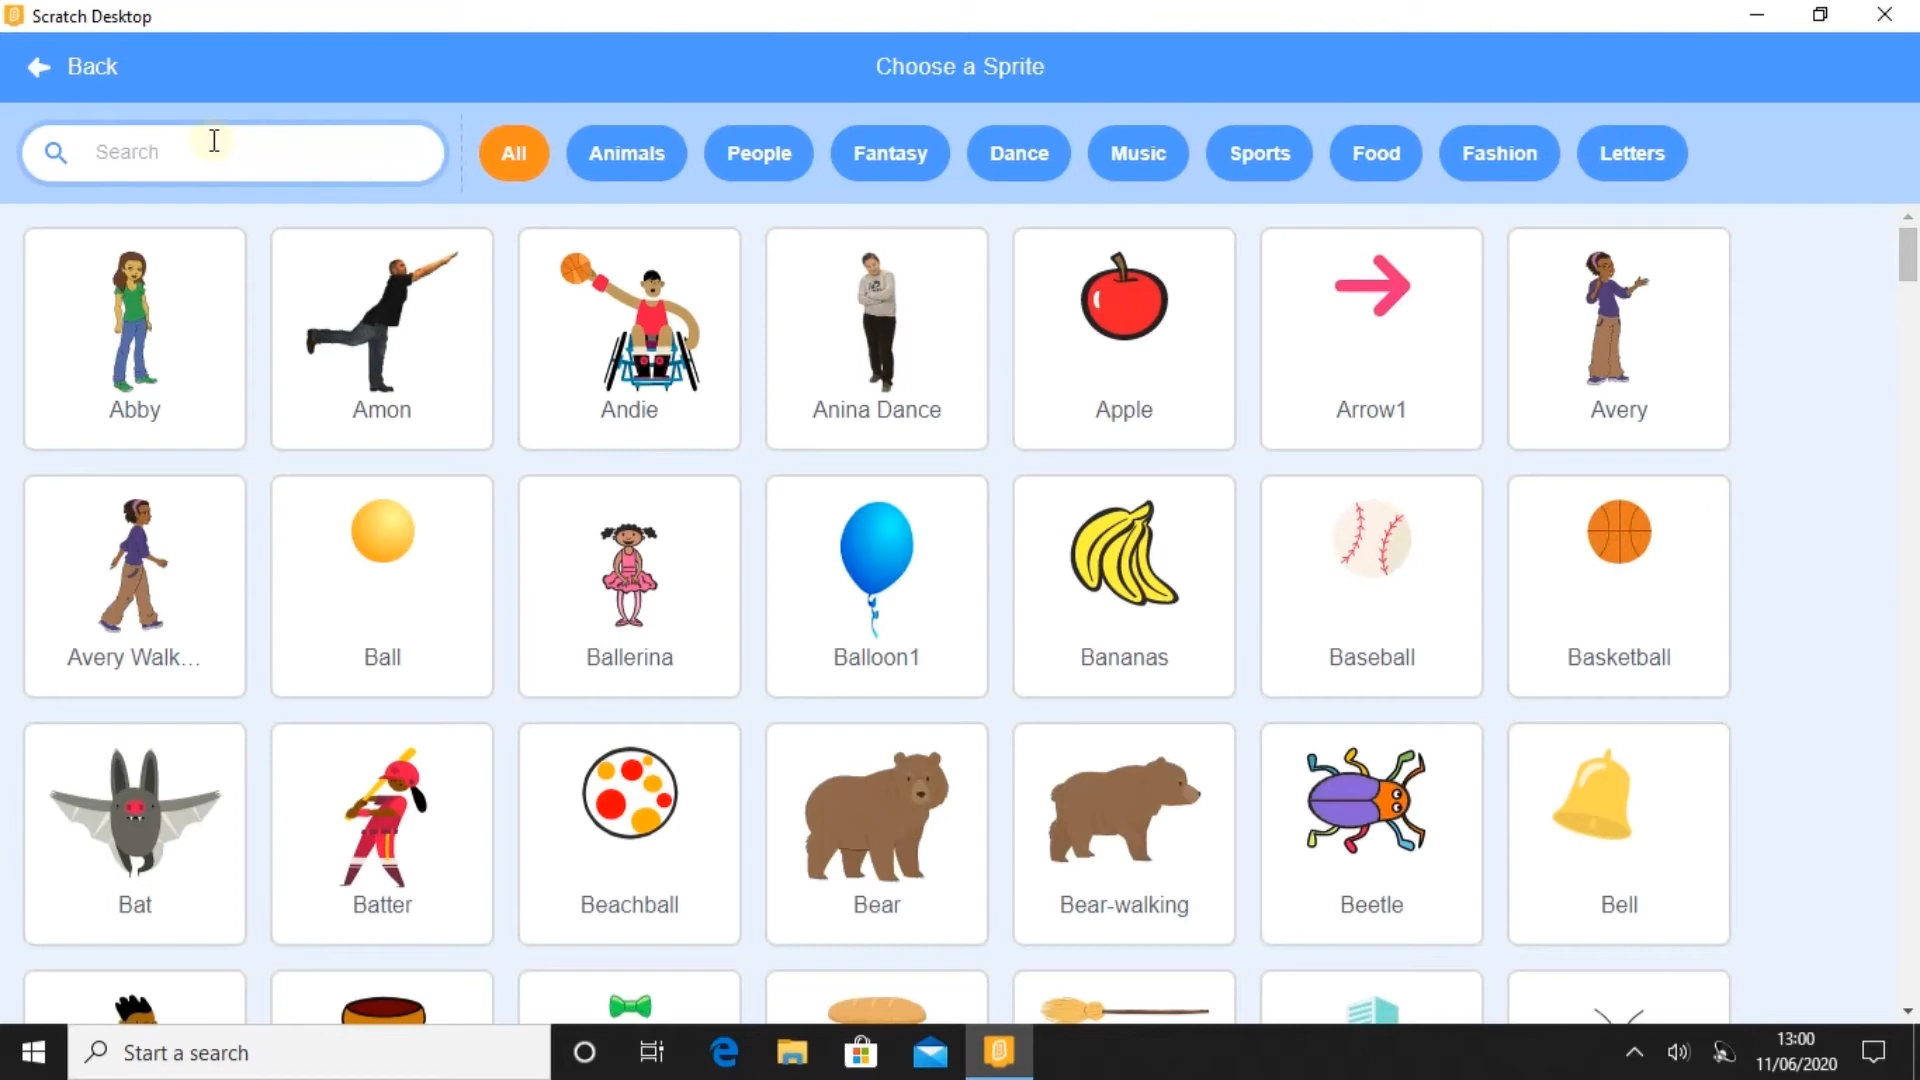 Scratch Desktop
Back
Choose a Sprite
Search
All
Animals
People
Fantasy
Dance
Music
Sports
Food
Fashion
Letters
Abby
Amon
Andie
Anina Dance
Apple
Arrow1
Avery
Avery Walk...
Ball
Ballerina
Balloon1
Bananas
Baseball
Basketball
Bat
Batter
Beachball
Bear
Bear-walking
Beetle
Bell
Start a search
13:00
11/06/2020